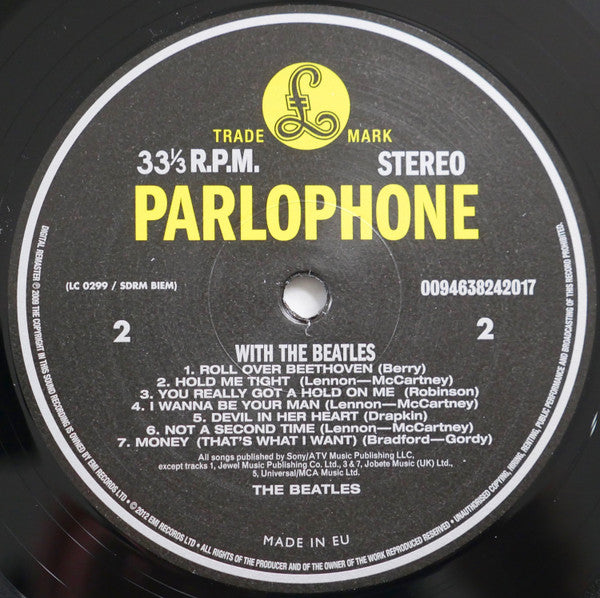 TRADE MARK
33⅓ R.P.M. STEREO
PARLOPHONE
(LC 0299 / SDRM BIEM) 0094638242017
2 2
WITH THE BEATLES
1. ROLL OVER BEETHOVEN (Berry)
2. HOLD ME TIGHT (Lennon—McCartney)
3. YOU REALLY GOT A HOLD ON ME (Robinson)
4. I WANNA BE YOUR MAN (Lennon—McCartney)
5. DEVIL IN HER HEART (Drapkin)
6. NOT A SECOND TIME (Lennon—McCartney)
7. MONEY (THAT'S WHAT I WANT) (Bradford—Gordy)
All songs published by Sony/ATV Music Publishing LLC,
except tracks 1, Jewel Music Publishing Co. Ltd., 3 & 7, Jobete Music (UK) Ltd.,
5, Universal/MCA Music Ltd.
THE BEATLES
MADE IN EU
DIGITAL REMASTER ℗ 2009 THE COPYRIGHT IN THIS SOUND RECORDING IS OWNED BY EMI RECORDS LTD • © 2012 EMI RECORDS LTD • ALL RIGHTS OF THE PRODUCER AND OF THE OWNER OF THE WORK REPRODUCED RESERVED • UNAUTHORISED COPYING, HIRING, RENTING, PUBLIC PERFORMANCE AND BROADCASTING OF THIS RECORD PROHIBITED.